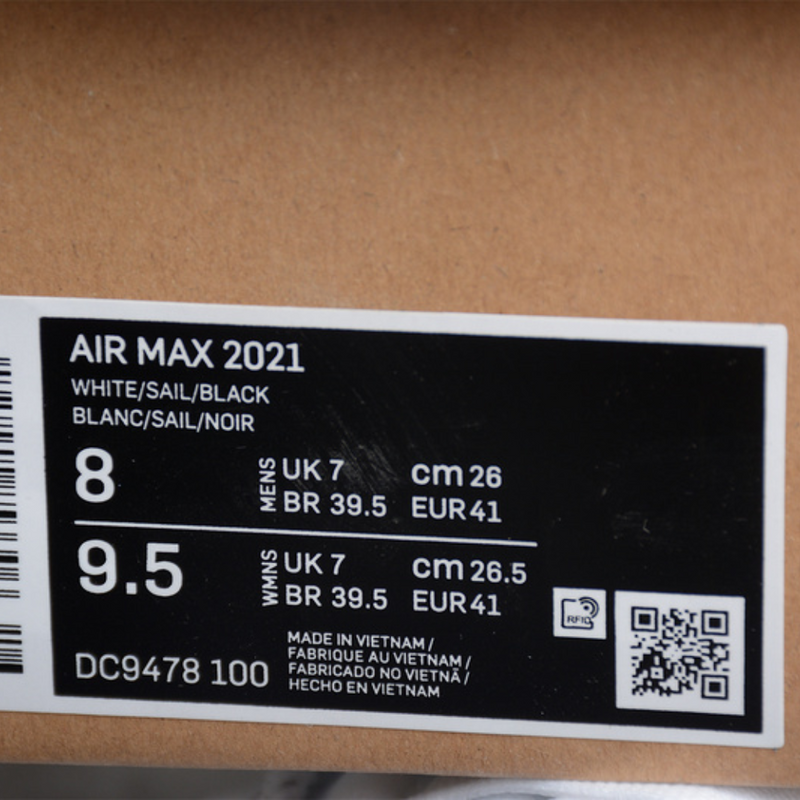 AIR MAX 2021
WHITE/SAIL/BLACK
BLANC/SAIL/NOIR
8
MENS
UK 7 cm 26
BR 39.5 EUR 41
9.5
WMNS
UK 7 cm 26.5
BR 39.5 EUR 41
RFID
DC9478 100
MADE IN VIETNAM /
FABRIQUE AU VIETNAM /
FABRICADO NO VIETNÃ /
HECHO EN VIETNAM